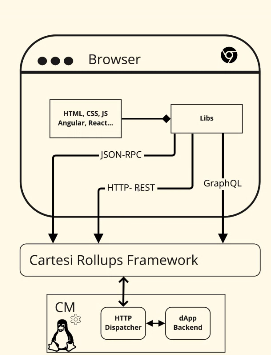 Browser
HTML, CSS, JS
Angular, React...
Libs
JSON-RPC
HTTP- REST
GraphQL
Cartesi Rollups Framework
CM
HTTP
Dispatcher
dApp
Backend